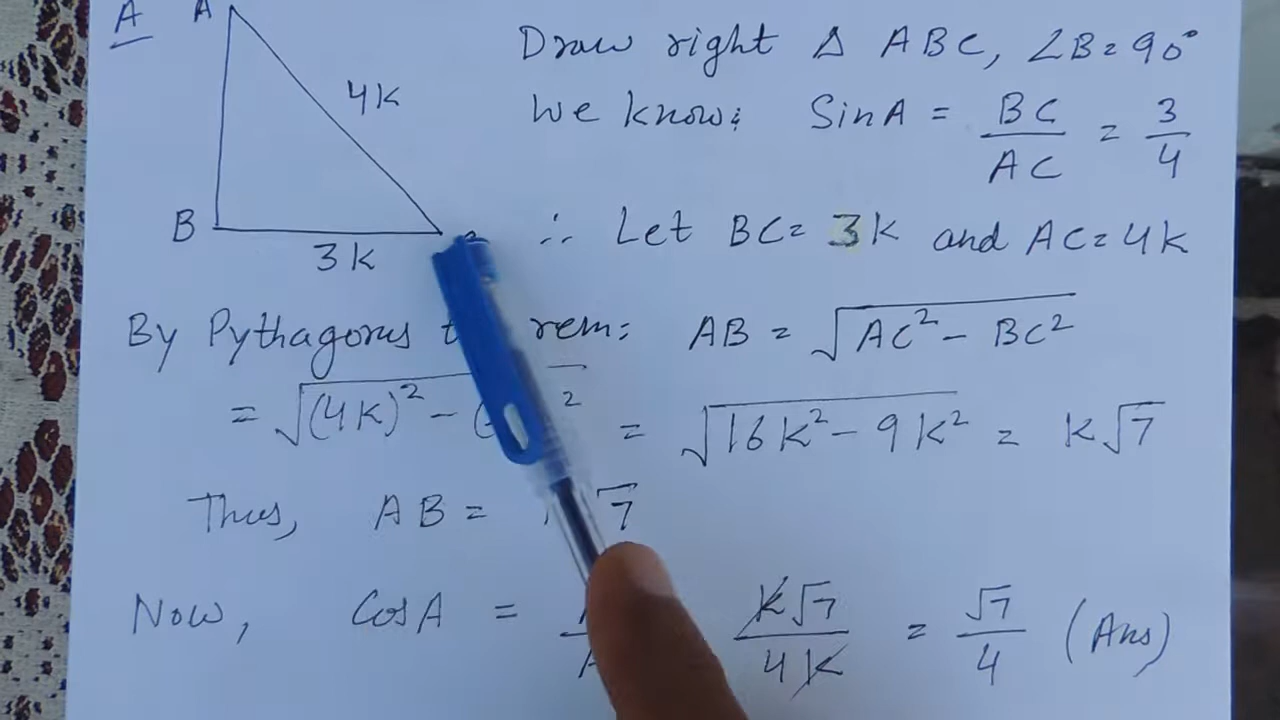 A
A
4K
B
3K
Draw right Δ ABC, ∠B = 90°
We know: SinA = BC/AC = 3/4
∴ Let BC = 3K and AC = 4K
By Pythagorus rem: AB = √(AC² - BC²)
= √((4K)² - ( ²) = √(16K² - 9K²) = K√7
Thus, AB = √7
Now, CosA = K√7/4K = √7/4 (Ans)